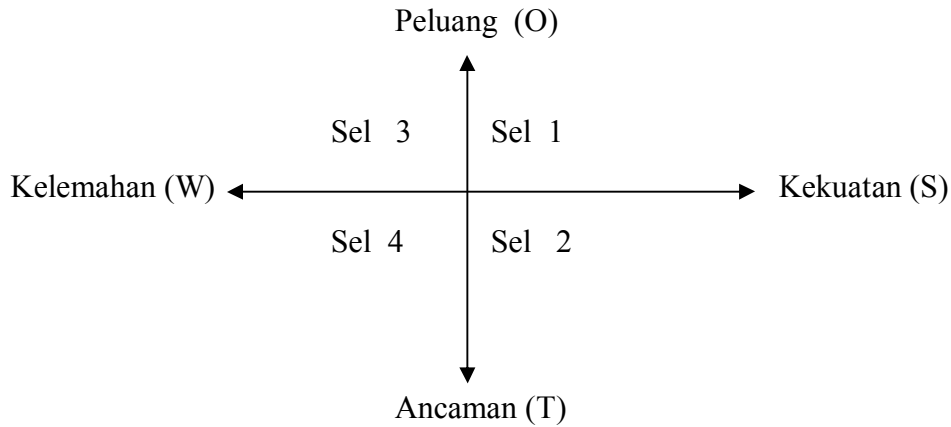 Peluang (O)
Sel 3
Sel 1
Kelemahan (W)
Kekuatan (S)
Sel 4
Sel 2
Ancaman (T)